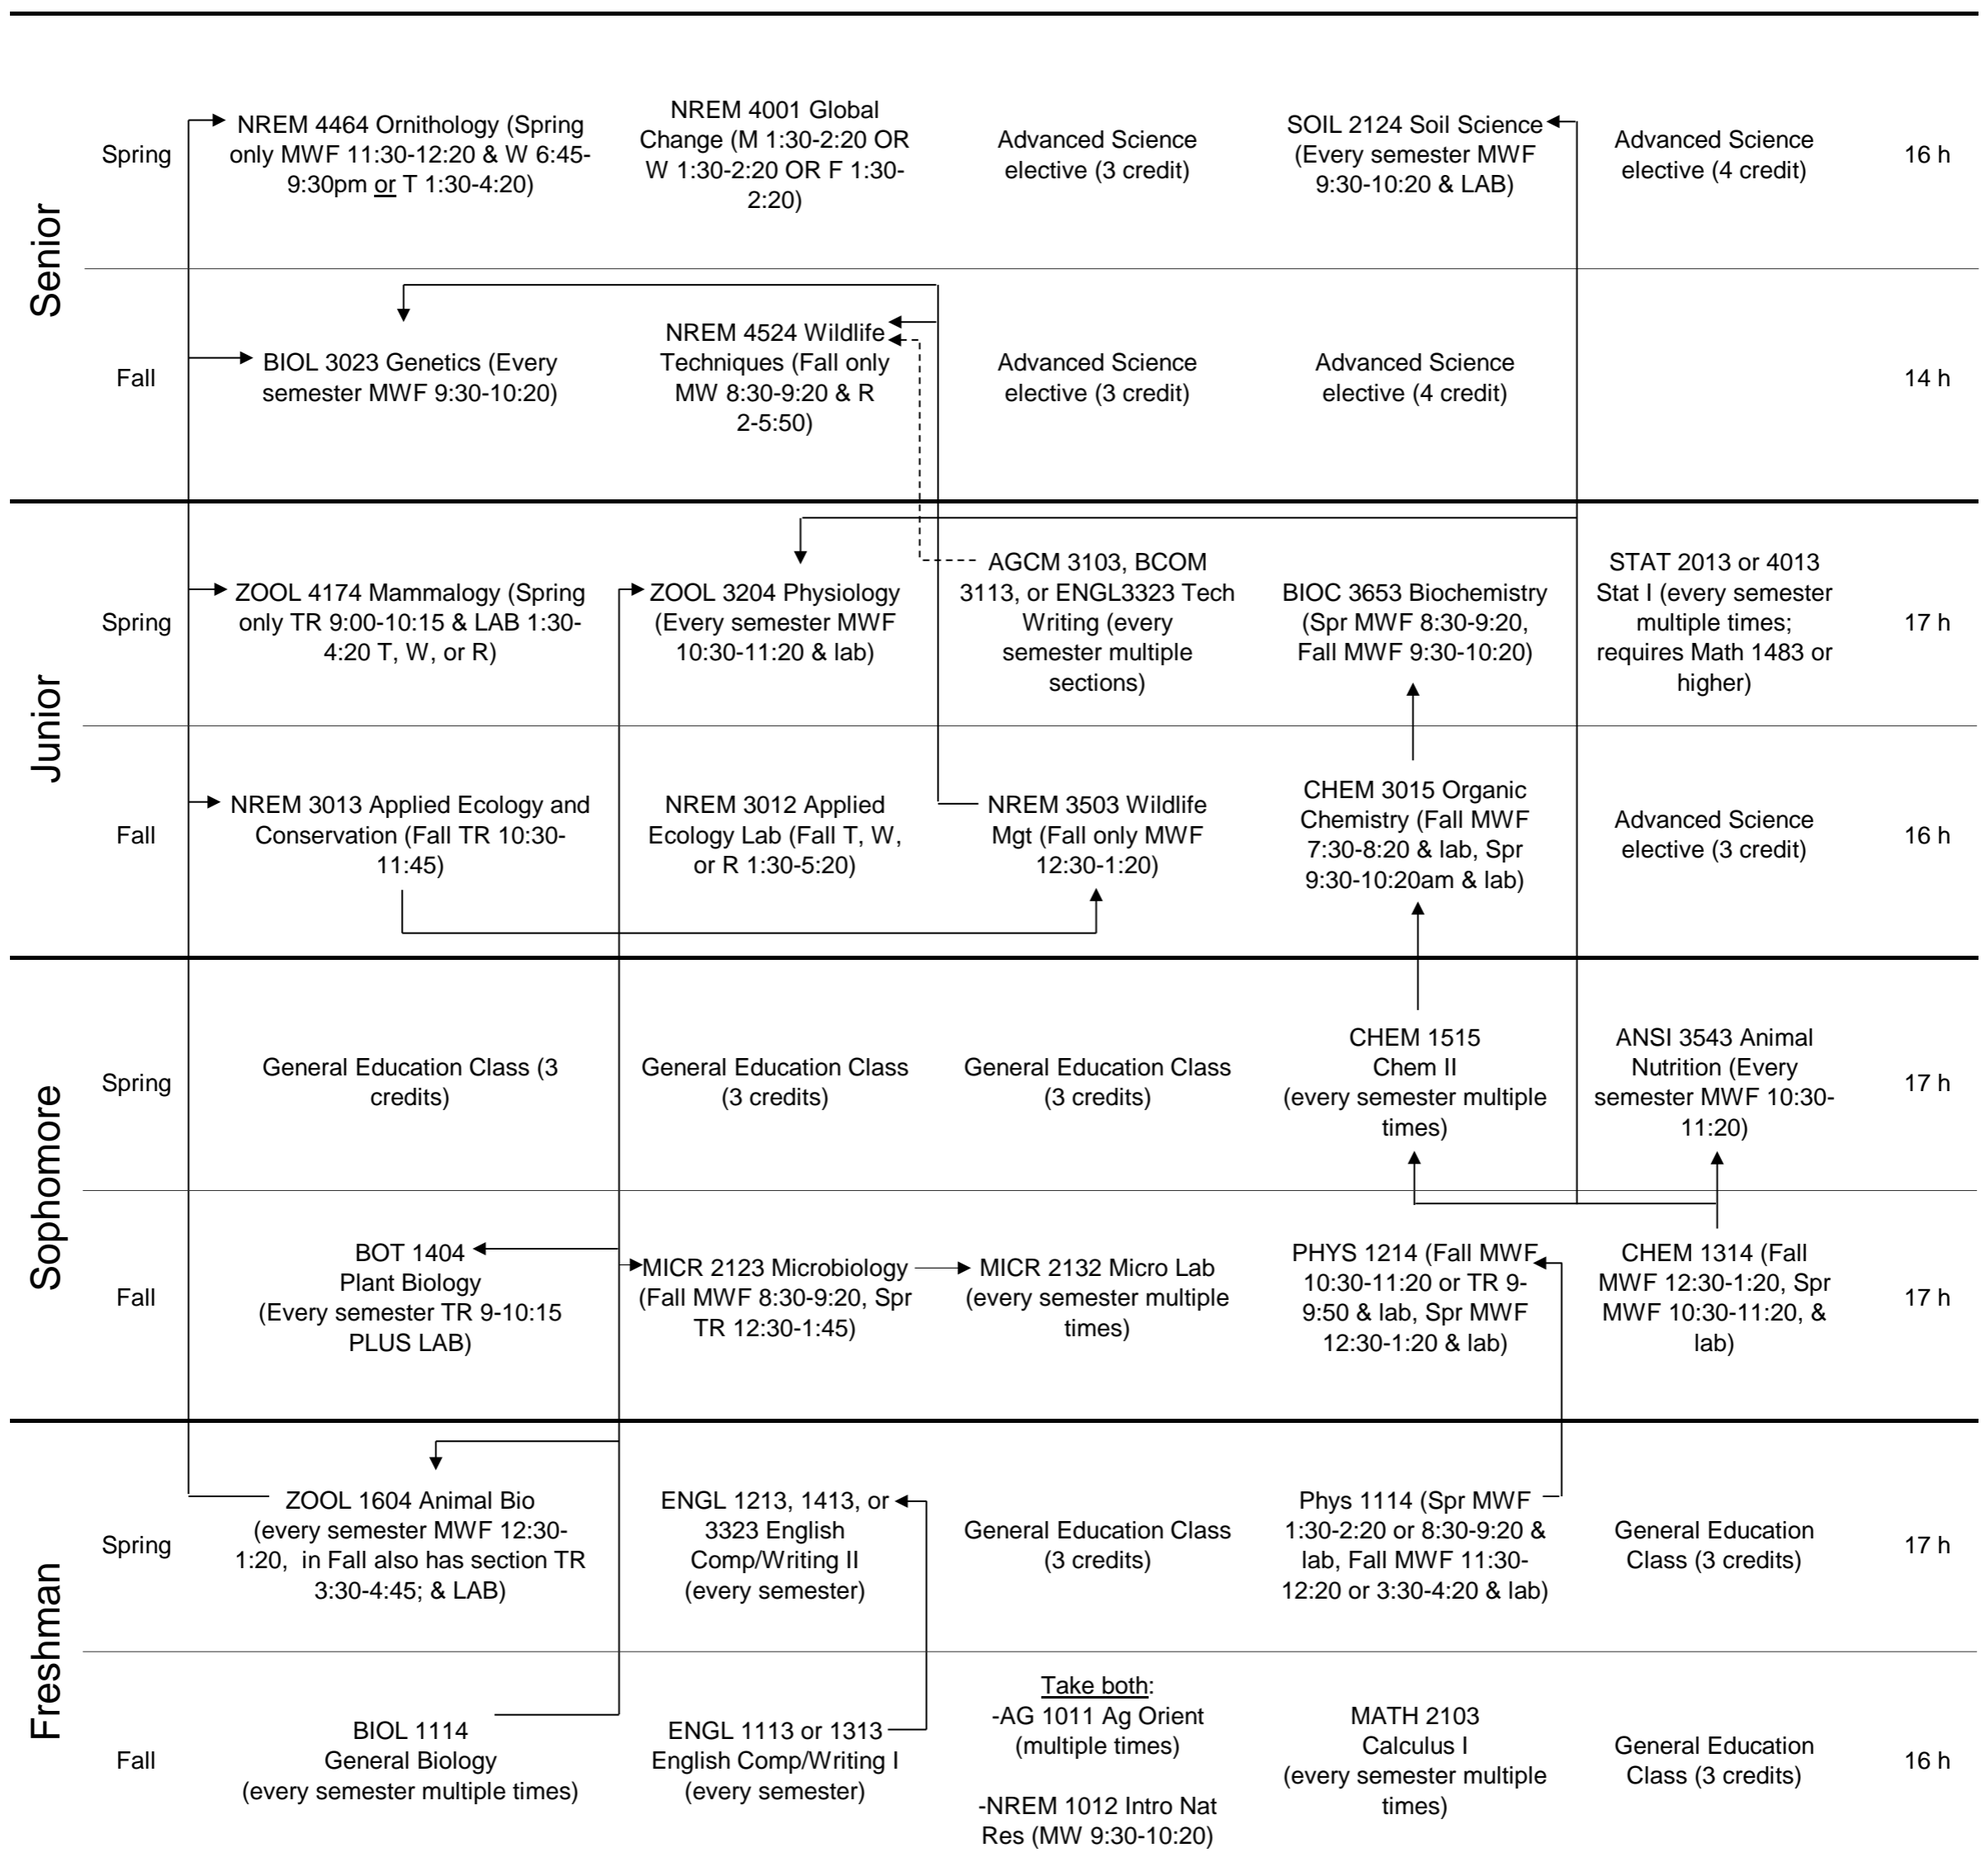 Senior
Spring
NREM 4464 Ornithology (Spring
only MWF 11:30-12:20 & W 6:45-
9:30pm or T 1:30-4:20)
NREM 4001 Global
Change (M 1:30-2:20 OR
W 1:30-2:20 OR F 1:30-
2:20)
Advanced Science
elective (3 credit)
SOIL 2124 Soil Science
(Every semester MWF
9:30-10:20 & LAB)
Advanced Science
elective (4 credit)
16 h
Fall
BIOL 3023 Genetics (Every
semester MWF 9:30-10:20)
NREM 4524 Wildlife
Techniques (Fall only
MW 8:30-9:20 & R
2-5:50)
Advanced Science
elective (3 credit)
Advanced Science
elective (4 credit)
14 h
Junior
Spring
ZOOL 4174 Mammalogy (Spring
only TR 9:00-10:15 & LAB 1:30-
4:20 T, W, or R)
ZOOL 3204 Physiology
(Every semester MWF
10:30-11:20 & lab)
AGCM 3103, BCOM
3113, or ENGL3323 Tech
Writing (every
semester multiple
sections)
BIOC 3653 Biochemistry
(Spr MWF 8:30-9:20,
Fall MWF 9:30-10:20)
STAT 2013 or 4013
Stat I (every semester
multiple times;
requires Math 1483 or
higher)
17 h
Fall
NREM 3013 Applied Ecology and
Conservation (Fall TR 10:30-
11:45)
NREM 3012 Applied
Ecology Lab (Fall T, W,
or R 1:30-5:20)
NREM 3503 Wildlife
Mgt (Fall only MWF
12:30-1:20)
CHEM 3015 Organic
Chemistry (Fall MWF
7:30-8:20 & lab, Spr
9:30-10:20am & lab)
Advanced Science
elective (3 credit)
16 h
Sophomore
Spring
General Education Class (3
credits)
General Education Class
(3 credits)
General Education Class
(3 credits)
CHEM 1515
Chem II
(every semester multiple
times)
ANSI 3543 Animal
Nutrition (Every
semester MWF 10:30-
11:20)
17 h
Fall
BOT 1404
Plant Biology
(Every semester TR 9-10:15
PLUS LAB)
MICR 2123 Microbiology
(Fall MWF 8:30-9:20, Spr
TR 12:30-1:45)
MICR 2132 Micro Lab
(every semester multiple
times)
PHYS 1214 (Fall MWF
10:30-11:20 or TR 9-
9:50 & lab, Spr MWF
12:30-1:20 & lab)
CHEM 1314 (Fall
MWF 12:30-1:20, Spr
MWF 10:30-11:20, &
lab)
17 h
Freshman
Spring
ZOOL 1604 Animal Bio
(every semester MWF 12:30-
1:20, in Fall also has section TR
3:30-4:45; & LAB)
ENGL 1213, 1413, or
3323 English
Comp/Writing II
(every semester)
General Education Class
(3 credits)
Phys 1114 (Spr MWF
1:30-2:20 or 8:30-9:20 &
lab, Fall MWF 11:30-
12:20 or 3:30-4:20 & lab)
General Education
Class (3 credits)
17 h
Fall
BIOL 1114
General Biology
(every semester multiple times)
ENGL 1113 or 1313
English Comp/Writing I
(every semester)
Take both:
-AG 1011 Ag Orient
(multiple times)
-NREM 1012 Intro Nat
Res (MW 9:30-10:20)
MATH 2103
Calculus I
(every semester multiple
times)
General Education
Class (3 credits)
16 h